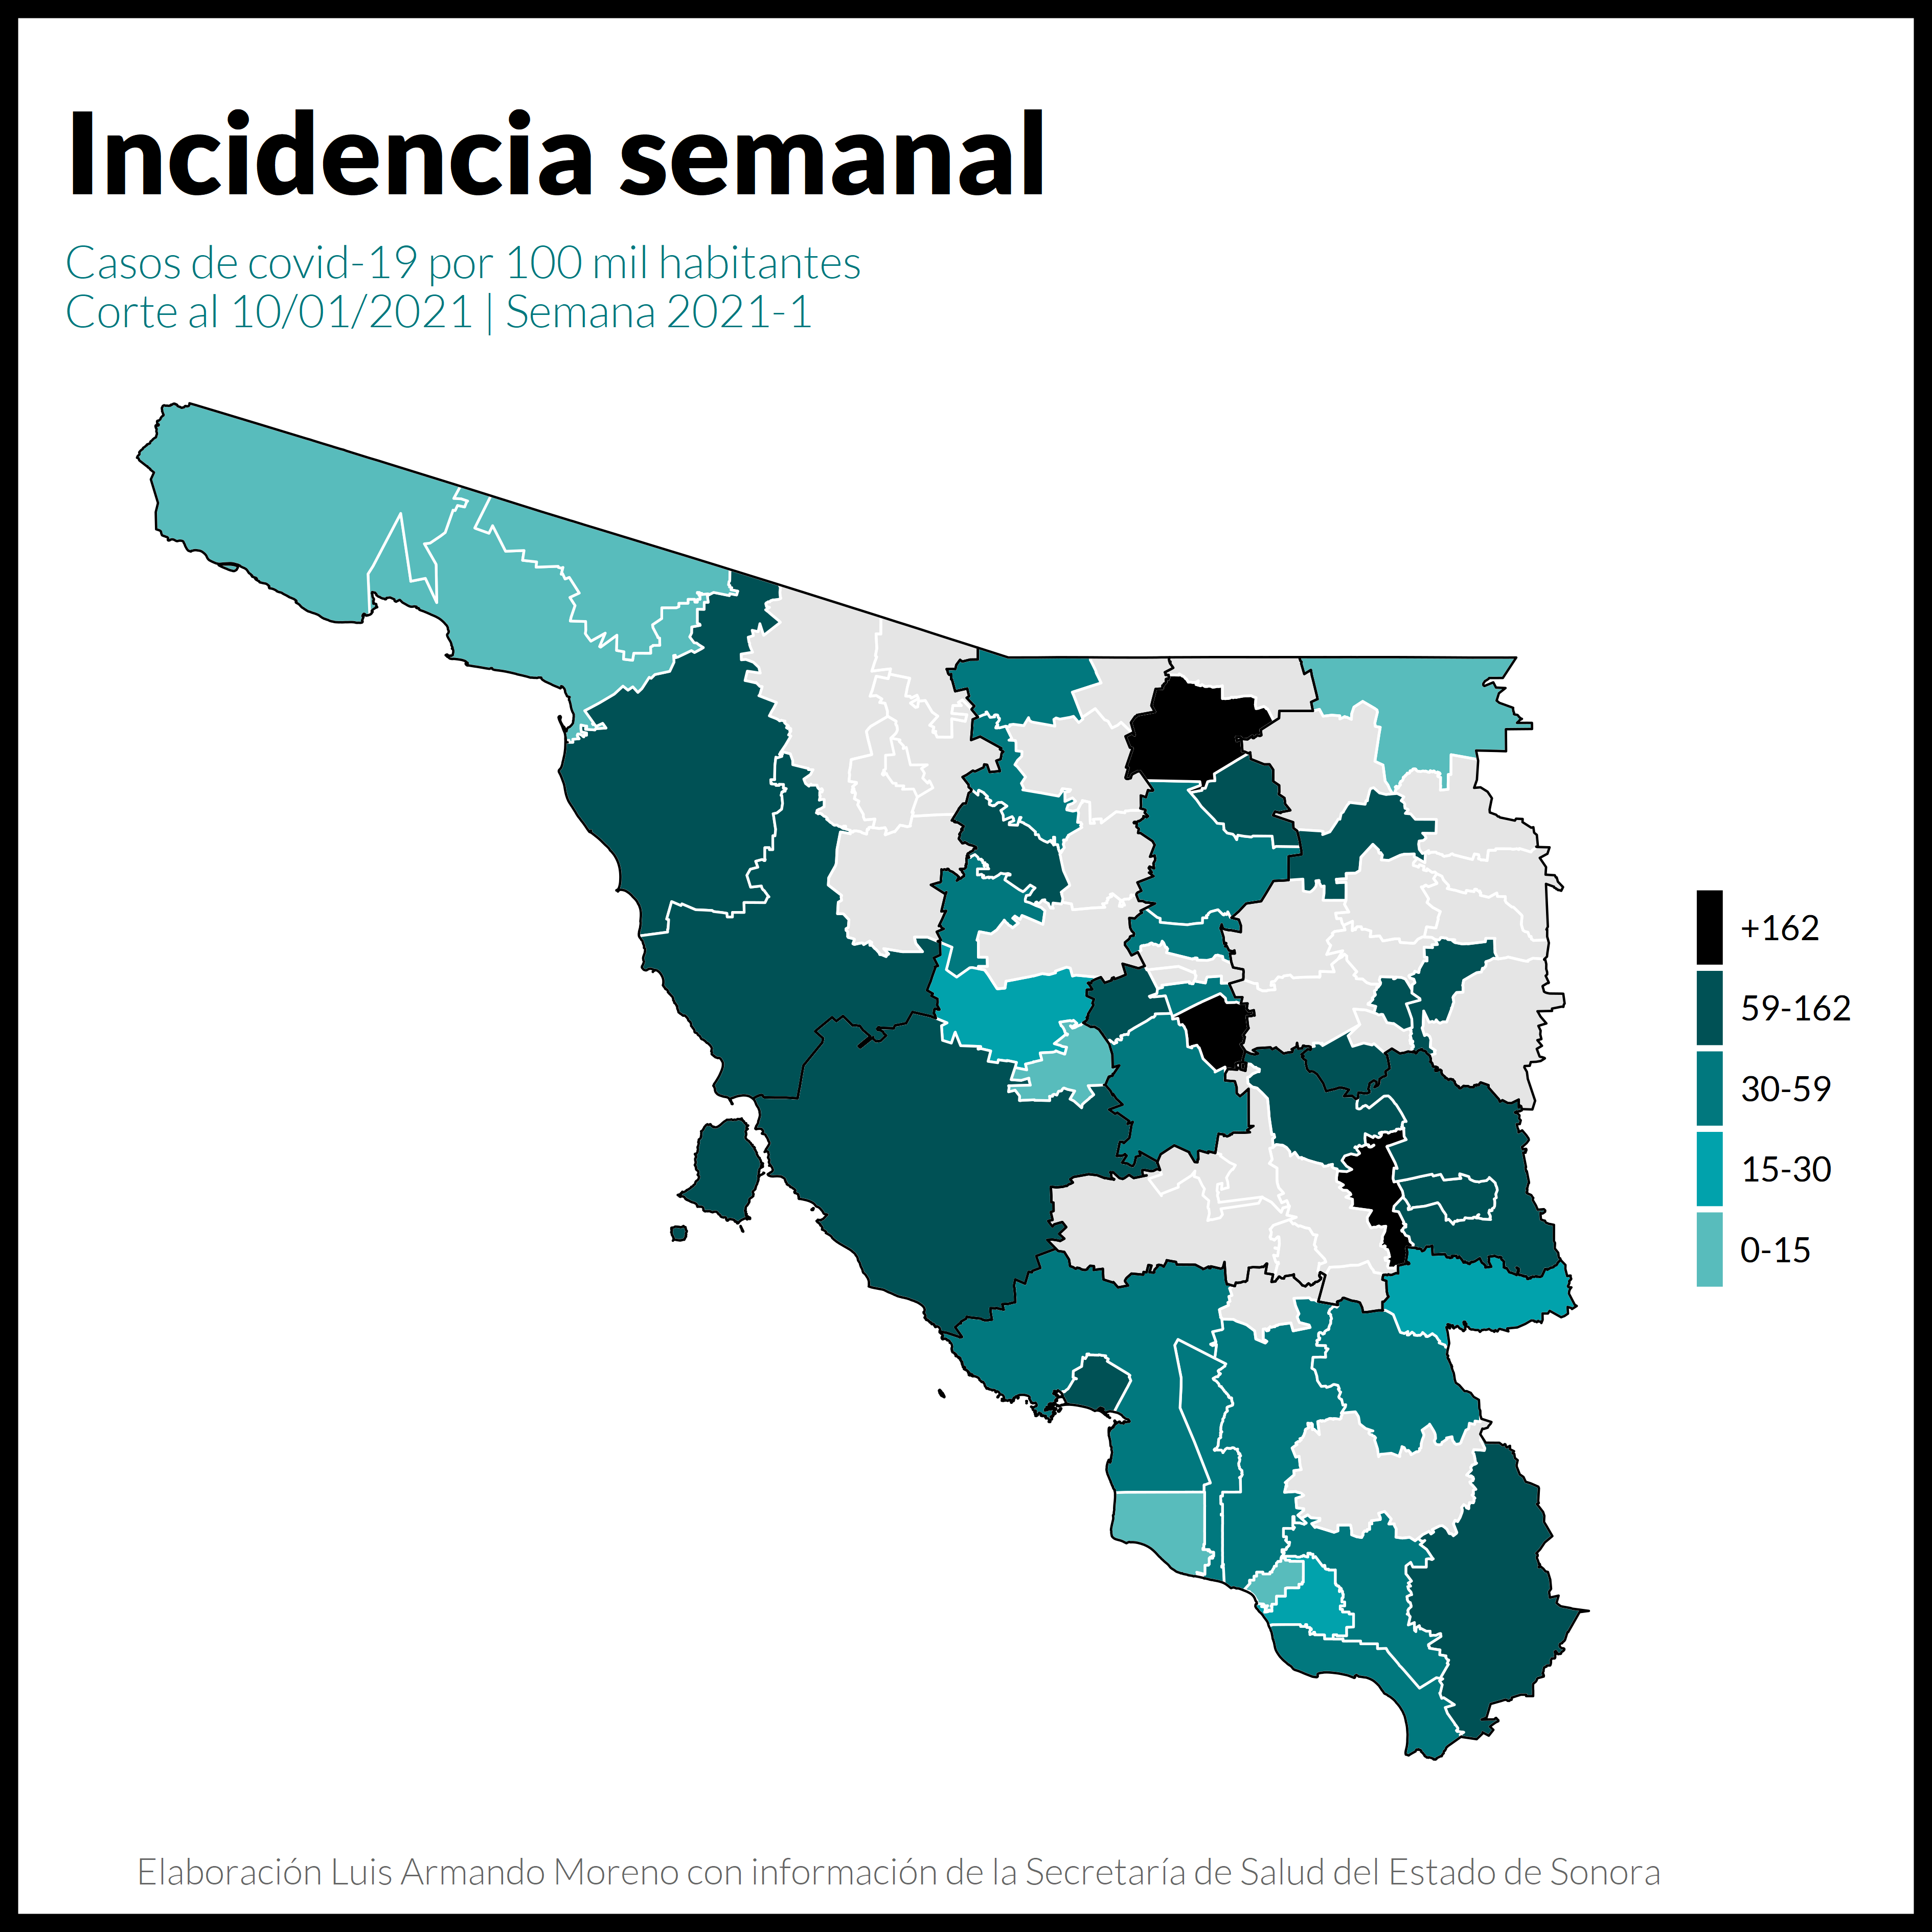 Incidencia semanal
Casos de covid-19 por 100 mil habitantes
Corte al 10/01/2021 | Semana 2021-1
+162
59-162
30-59
15-30
0-15
Elaboración Luis Armando Moreno con información de la Secretaría de Salud del Estado de Sonora